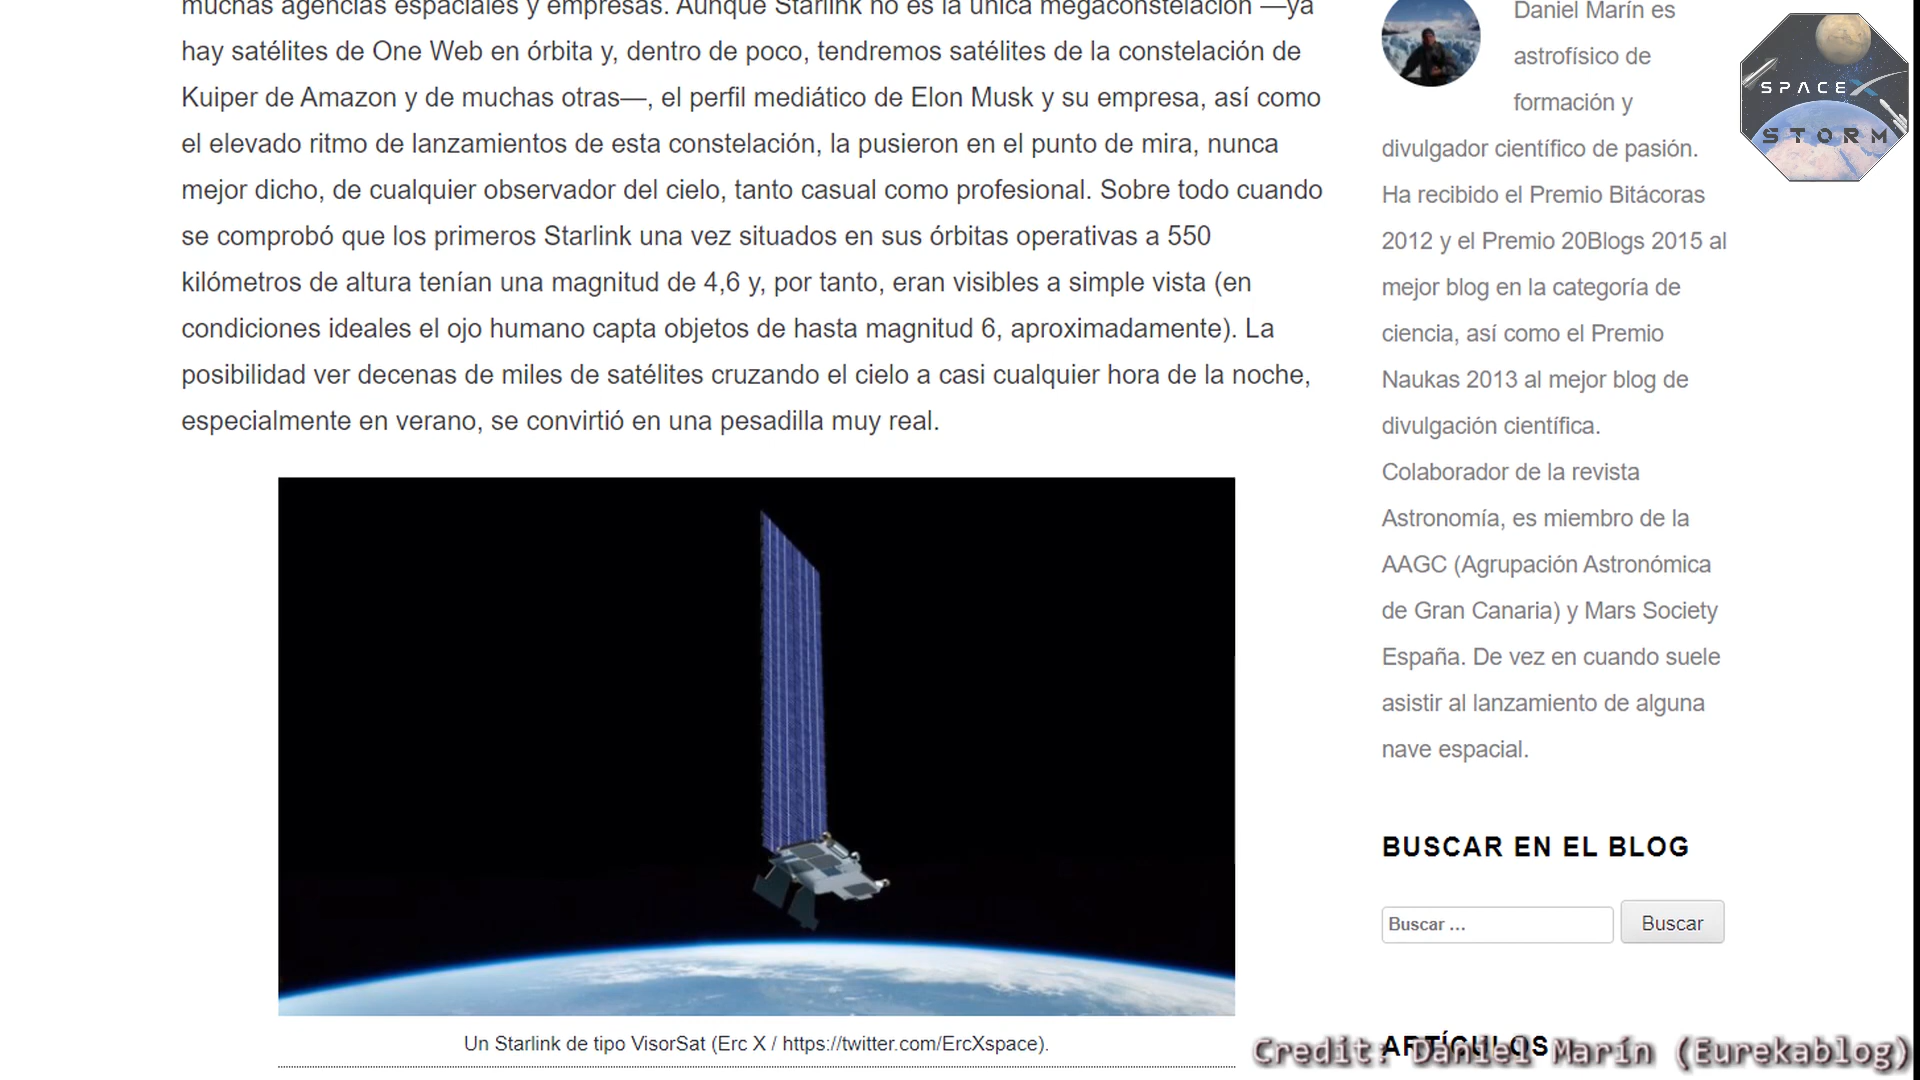 muchas agencias espaciales y empresas. Aunque Starlink no es la única megaconstelación —ya
hay satélites de One Web en órbita y, dentro de poco, tendremos satélites de la constelación de
Kuiper de Amazon y de muchas otras—, el perfil mediático de Elon Musk y su empresa, así como
el elevado ritmo de lanzamientos de esta constelación, la pusieron en el punto de mira, nunca
mejor dicho, de cualquier observador del cielo, tanto casual como profesional. Sobre todo cuando
se comprobó que los primeros Starlink una vez situados en sus órbitas operativas a 550
kilómetros de altura tenían una magnitud de 4,6 y, por tanto, eran visibles a simple vista (en
condiciones ideales el ojo humano capta objetos de hasta magnitud 6, aproximadamente). La
posibilidad ver decenas de miles de satélites cruzando el cielo a casi cualquier hora de la noche,
especialmente en verano, se convirtió en una pesadilla muy real.
Un Starlink de tipo VisorSat (Erc X / https://twitter.com/ErcXspace).
Daniel Marín es
astrofísico de
formación y
divulgador científico de pasión.
Ha recibido el Premio Bitácoras
2012 y el Premio 20Blogs 2015 al
mejor blog en la categoría de
ciencia, así como el Premio
Naukas 2013 al mejor blog de
divulgación científica.
Colaborador de la revista
Astronomía, es miembro de la
AAGC (Agrupación Astronómica
de Gran Canaria) y Mars Society
España. De vez en cuando suele
asistir al lanzamiento de alguna
nave espacial.
BUSCAR EN EL BLOG
Buscar ...
Buscar
ARTÍCULOS
SPACEX
STORM
Credit: Daniel Marín (Eurekablog)